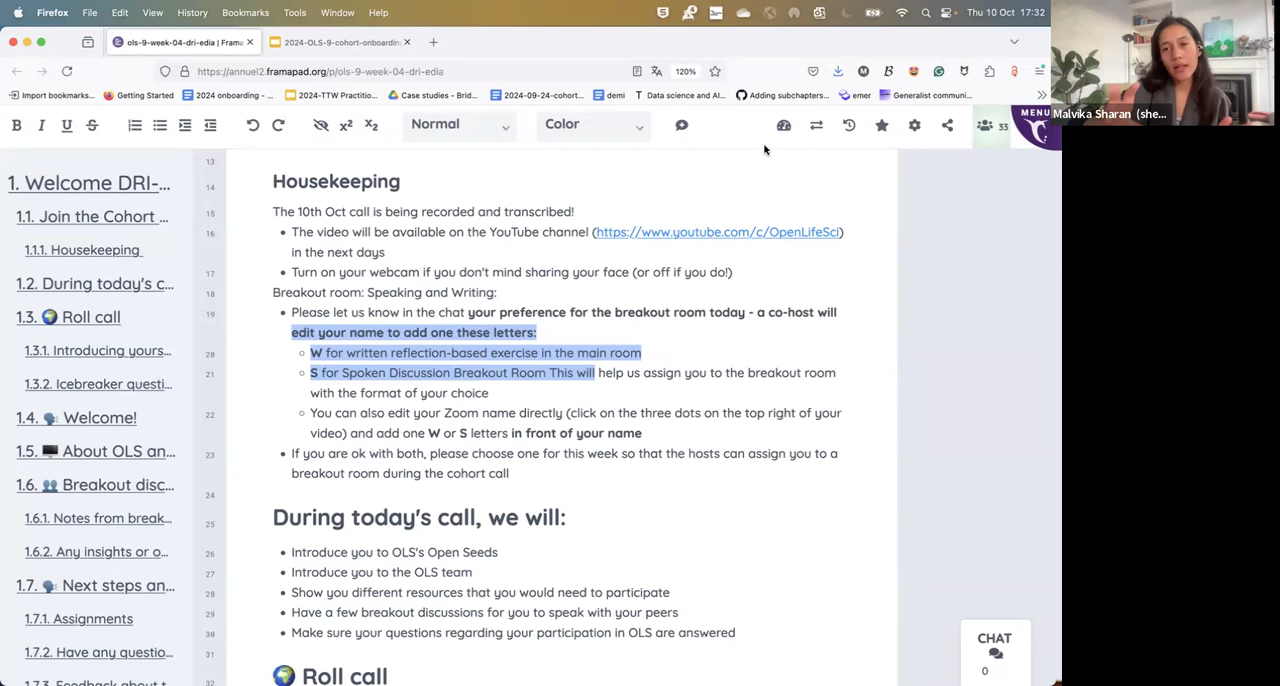 Firefox File Edit View History Bookmarks Tools Window Help Thu 10 Oct 17:32
ols-9-week-04-dri-edia | Frama 2024-OLS-9-cohort-onboarding
https://annuel2.framapad.org/p/ols-9-week-04-dri-edia 120%
Import bookmarks... Getting Started 2024 onboarding - ... 2024-TTW Practitio... Case studies – Brid... 2024-09-24-cohort... demi Data science and AI... Adding subchapters... emer Generalist communi...
B I U S Normal Color 33 MENU
Malvika Sharan (she...
1. Welcome DRI-...
1.1. Join the Cohort ...
1.1.1. Housekeeping
1.2. During today's c...
1.3. 🌍 Roll call
1.3.1. Introducing yours...
1.3.2. Icebreaker questi...
1.4. 🗣️ Welcome!
1.5. 🖥️ About OLS an...
1.6. 👥 Breakout disc...
1.6.1. Notes from break...
1.6.2. Any insights or o...
1.7. 🗣️ Next steps an...
1.7.1. Assignments
1.7.2. Have any questio...
1.7.3. Feedback about t...
13
14 Housekeeping
15 The 10th Oct call is being recorded and transcribed!
16 • The video will be available on the YouTube channel (https://www.youtube.com/c/OpenLifeSci)
in the next days
17 • Turn on your webcam if you don't mind sharing your face (or off if you do!)
18 Breakout room: Speaking and Writing:
19 • Please let us know in the chat your preference for the breakout room today - a co-host will
edit your name to add one these letters:
20 ◦ W for written reflection-based exercise in the main room
21 ◦ S for Spoken Discussion Breakout Room This will help us assign you to the breakout room
with the format of your choice
22 ◦ You can also edit your Zoom name directly (click on the three dots on the top right of your
video) and add one W or S letters in front of your name
23 • If you are ok with both, please choose one for this week so that the hosts can assign you to a
breakout room during the cohort call
24
25 During today's call, we will:
26 • Introduce you to OLS's Open Seeds
27 • Introduce you to the OLS team
28 • Show you different resources that you would need to participate
29 • Have a few breakout discussions for you to speak with your peers
30 • Make sure your questions regarding your participation in OLS are answered
31
32 🌍 Roll call
CHAT
0